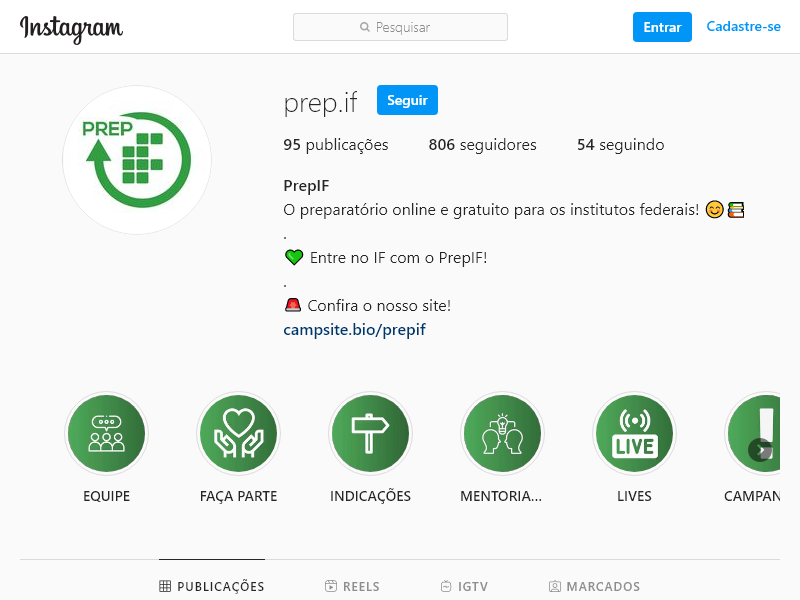 Instagram
Pesquisar
Entrar
Cadastre-se
PREP
prep.if
Seguir
95 publicações
806 seguidores
54 seguindo
PrepIF
O preparatório online e gratuito para os institutos federais! 😊📚
.
💚 Entre no IF com o PrepIF!
.
🚨 Confira o nosso site!
campsite.bio/prepif
LIVE
EQUIPE
FAÇA PARTE
INDICAÇÕES
MENTORIA...
LIVES
CAMPAN
PUBLICAÇÕES
REELS
IGTV
MARCADOS